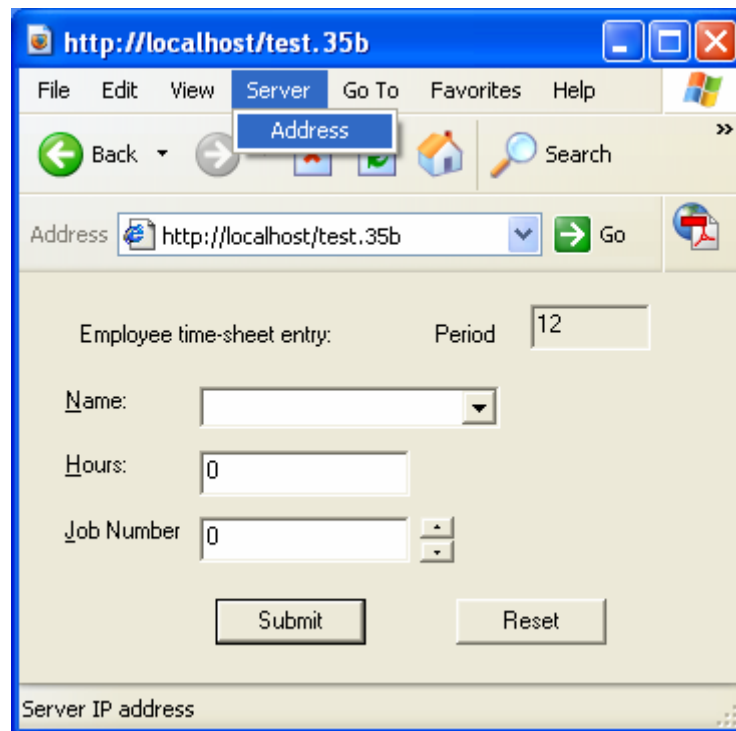 http://localhost/test.35b
File Edit View Server Go To Favorites Help
Address
Back Search »
Address http://localhost/test.35b Go
Employee time-sheet entry: Period 12
Name:
Hours: 0
Job Number 0
Submit Reset
Server IP address